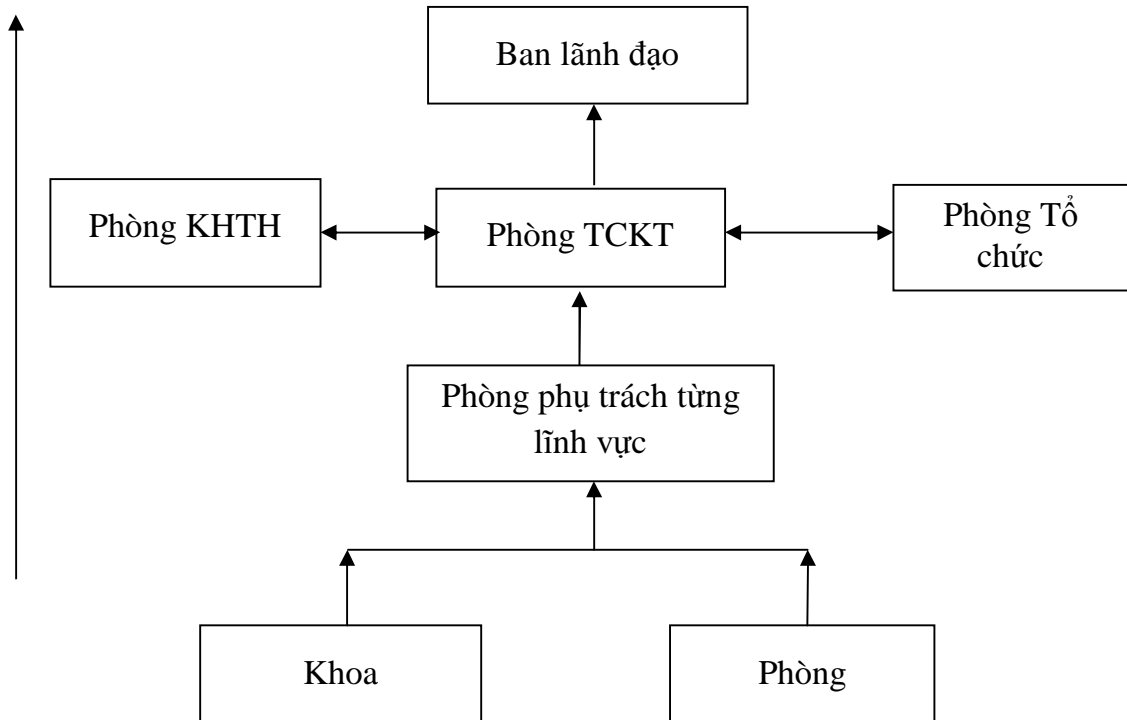 Ban lãnh đạo
Phòng KHTH
Phòng TCKT
Phòng Tổ
chức
Phòng phụ trách từng
lĩnh vực
Khoa
Phòng